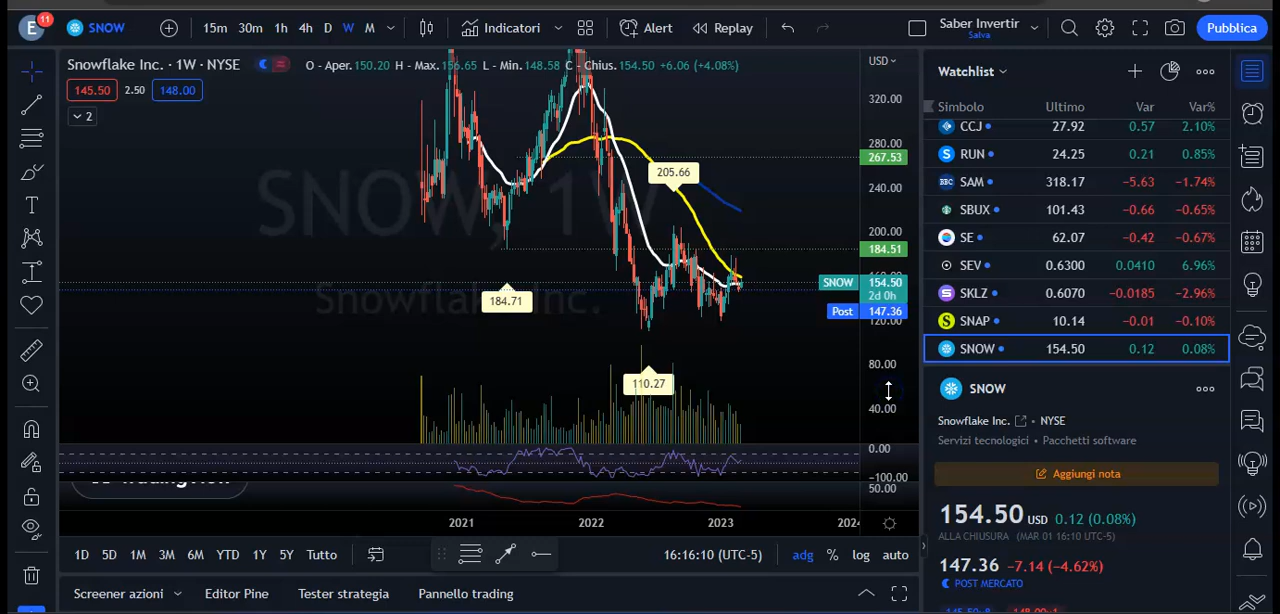 E 11 SNOW 15m 30m 1h 4h D W M Indicatori Alert Replay Saber Invertir Salva Pubblica
Snowflake Inc. · 1W · NYSE O - Aper. 150.20 H - Max. 156.65 L - Min. 148.58 C - Chius. 154.50 +6.06 (+4.08%) USD
145.50 2.50 148.00
2
SNOW, 1W
Snowflake Inc.
320.00
280.00
267.53
240.00
200.00
184.51
SNOW 154.50
2d 0h
Post 147.36
120.00
80.00
40.00
0.00
-100.00
50.00
205.66
184.71
110.27
2021 2022 2023 2024
1D 5D 1M 3M 6M YTD 1Y 5Y Tutto 16:16:10 (UTC-5) adg % log auto
Screener azioni Editor Pine Tester strategia Pannello trading
Watchlist
Simbolo Ultimo Var Var%
CCJ 27.92 0.57 2.10%
RUN 24.25 0.21 0.85%
SAM 318.17 −5.63 −1.74%
SBUX 101.43 −0.66 −0.65%
SE 62.07 −0.42 −0.67%
SEV 0.6300 0.0410 6.96%
SKLZ 0.6070 −0.0185 −2.96%
SNAP 10.14 −0.01 −0.10%
SNOW 154.50 0.12 0.08%
SNOW
Snowflake Inc. • NYSE
Servizi tecnologici • Pacchetti software
Aggiungi nota
154.50 USD 0.12 (0.08%)
ALLA CHIUSURA (MAR 01 16:10 UTC-5)
147.36 −7.14 (−4.62%)
POST MERCATO